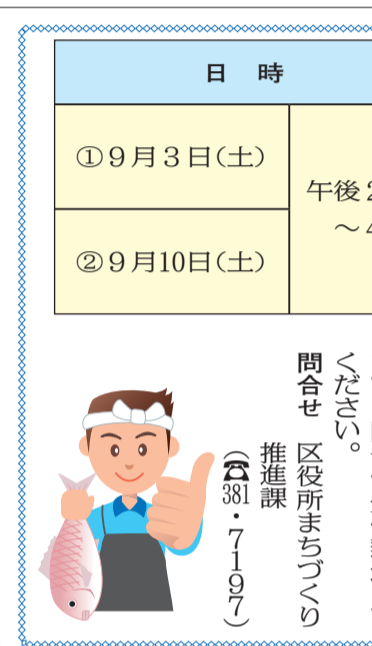 日時
①9月3日(土)
②9月10日(土)
午後2
～4
ください。
問合せ 区役所まちづくり
推進課
(☎381・7197)